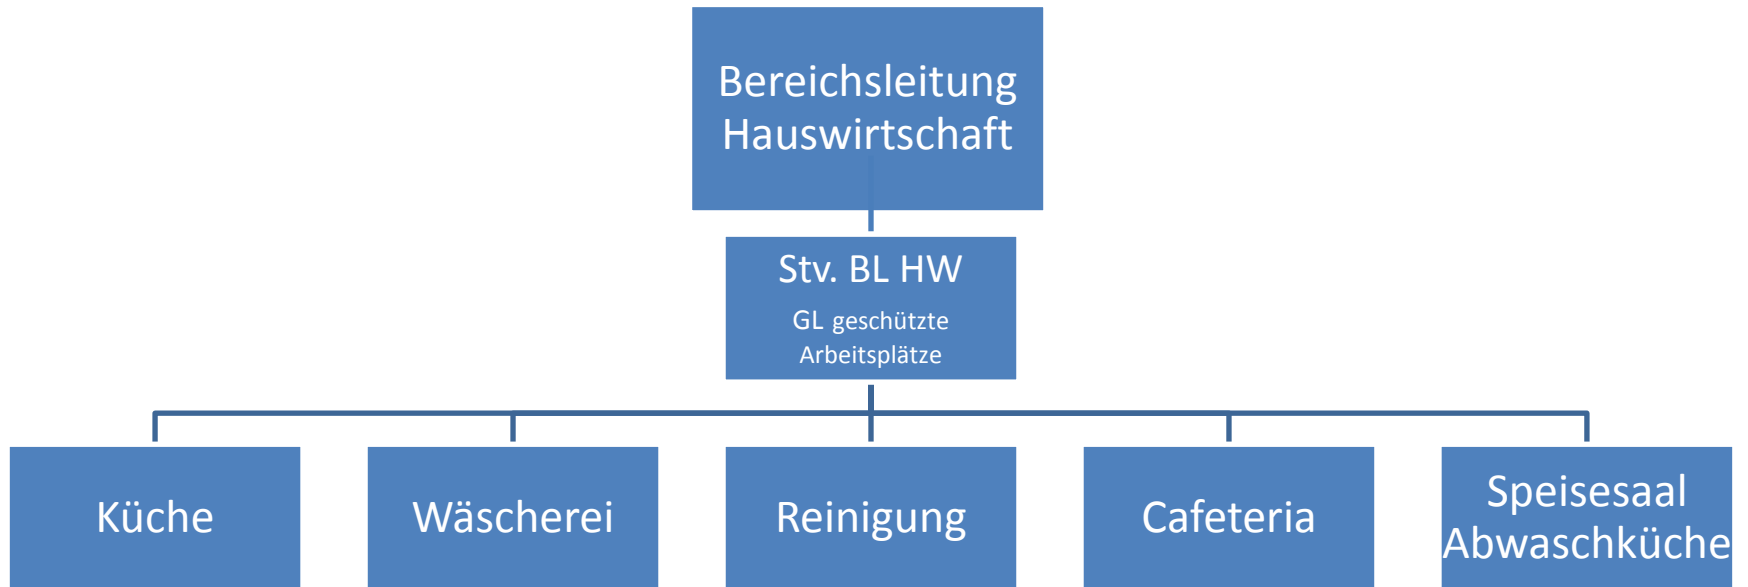 Bereichsleitung
Hauswirtschaft
Stv. BL HW
GL geschützte
Arbeitsplätze
Küche
Wäscherei
Reinigung
Cafeteria
Speisesaal
Abwaschküche